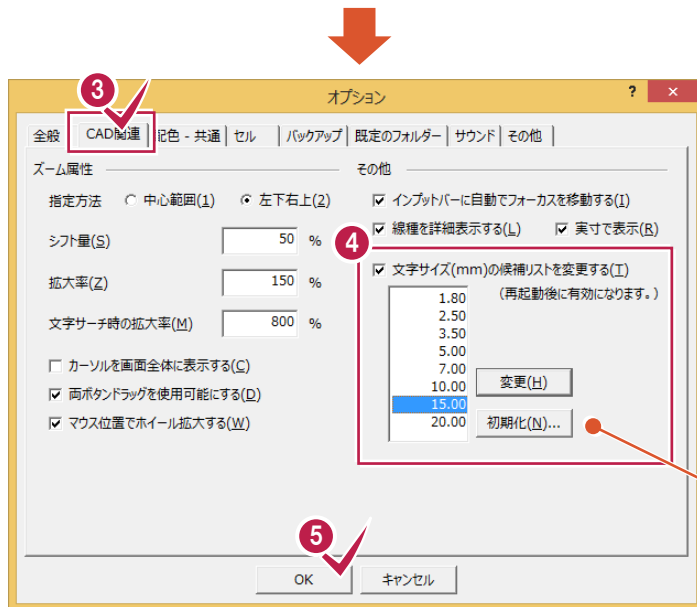 オプション
? ×
3
全般 CAD関連 配色 - 共通 セル バックアップ 既定のフォルダー サウンド その他
ズーム属性
指定方法 中心範囲(1) 左下右上(2)
シフト量(S) 50 %
拡大率(Z) 150 %
文字サーチ時の拡大率(M) 800 %
カーソルを画面全体に表示する(C)
両ボタンドラッグを使用可能にする(D)
マウス位置でホイール拡大する(W)
その他
インプットバーに自動でフォーカスを移動する(I)
線種を詳細表示する(L) 実寸で表示(R)
4
文字サイズ(mm)の候補リストを変更する(T)
(再起動後に有効になります。)
1.80
2.50
3.50
5.00
7.00
10.00
15.00
20.00
変更(H)
初期化(N)...
5
OK キャンセル